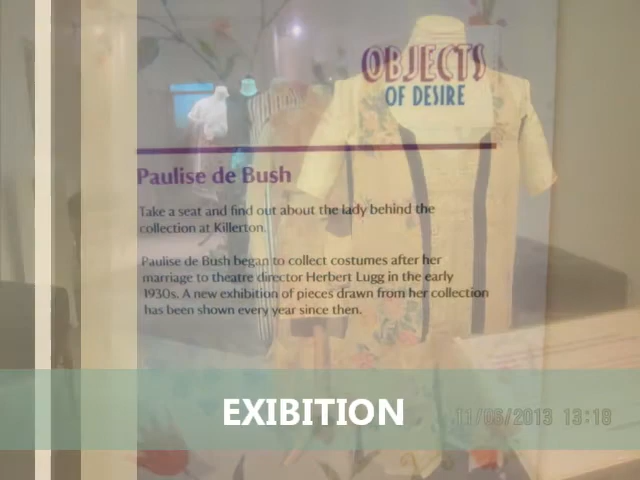 OBJECTS
OF DESIRE
Paulise de Bush
Take a seat and find out about the lady behind the
collection at Killerton.
Paulise de Bush began to collect costumes after her
marriage to theatre director Herbert Lugg in the early
1930s. A new exhibition of pieces drawn from her collection
has been shown every year since then.
EXIBITION
11/06/2013 13:18